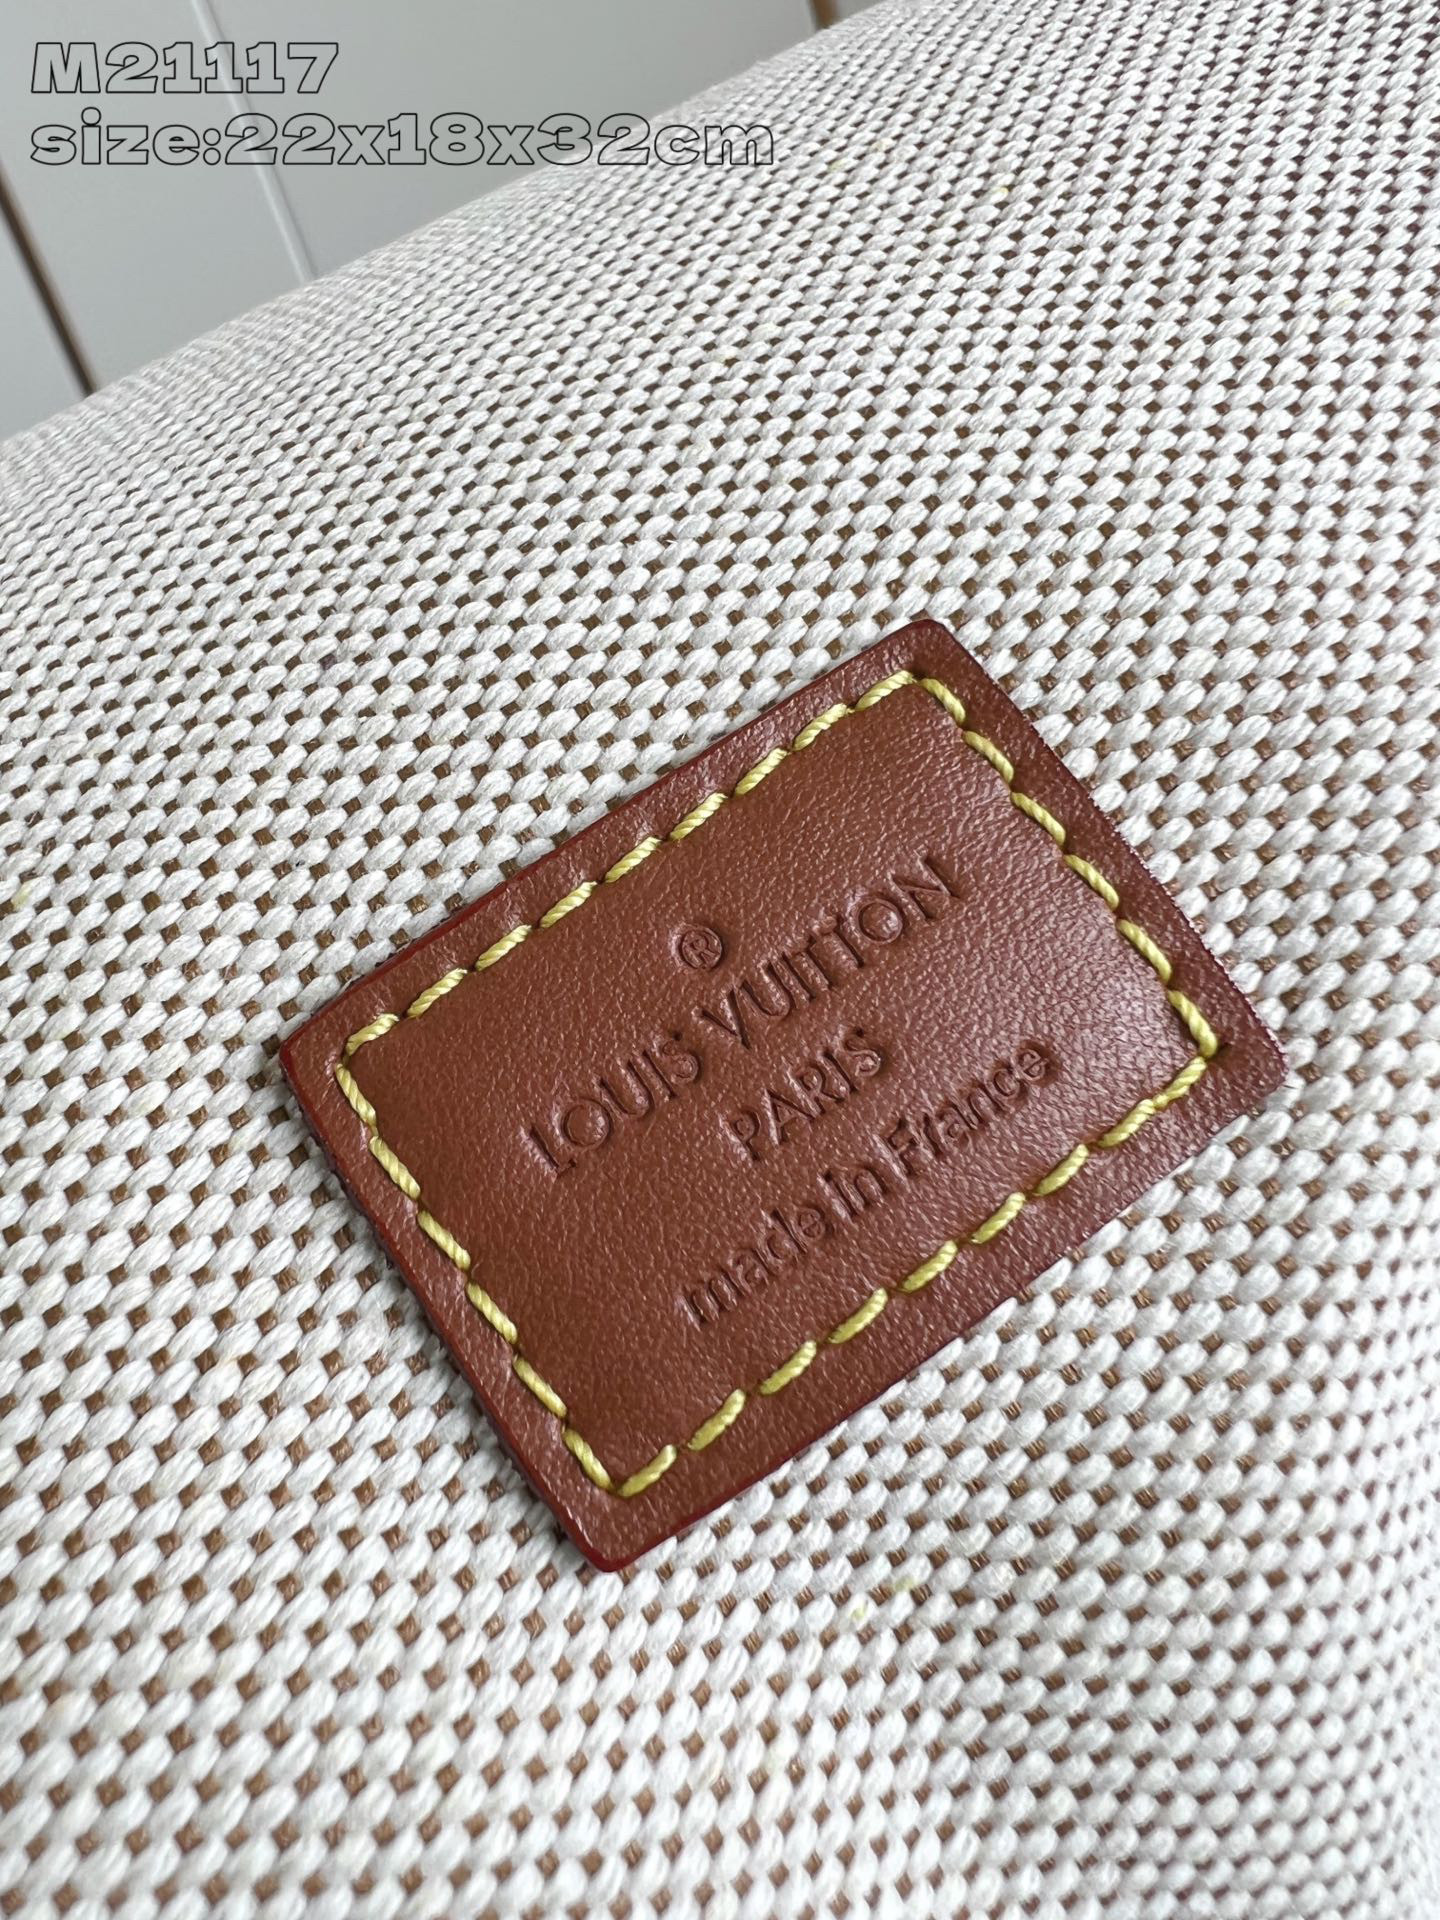 M21117
size:22x18x32cm
®
LOUIS VUITTON
PARIS
made in France